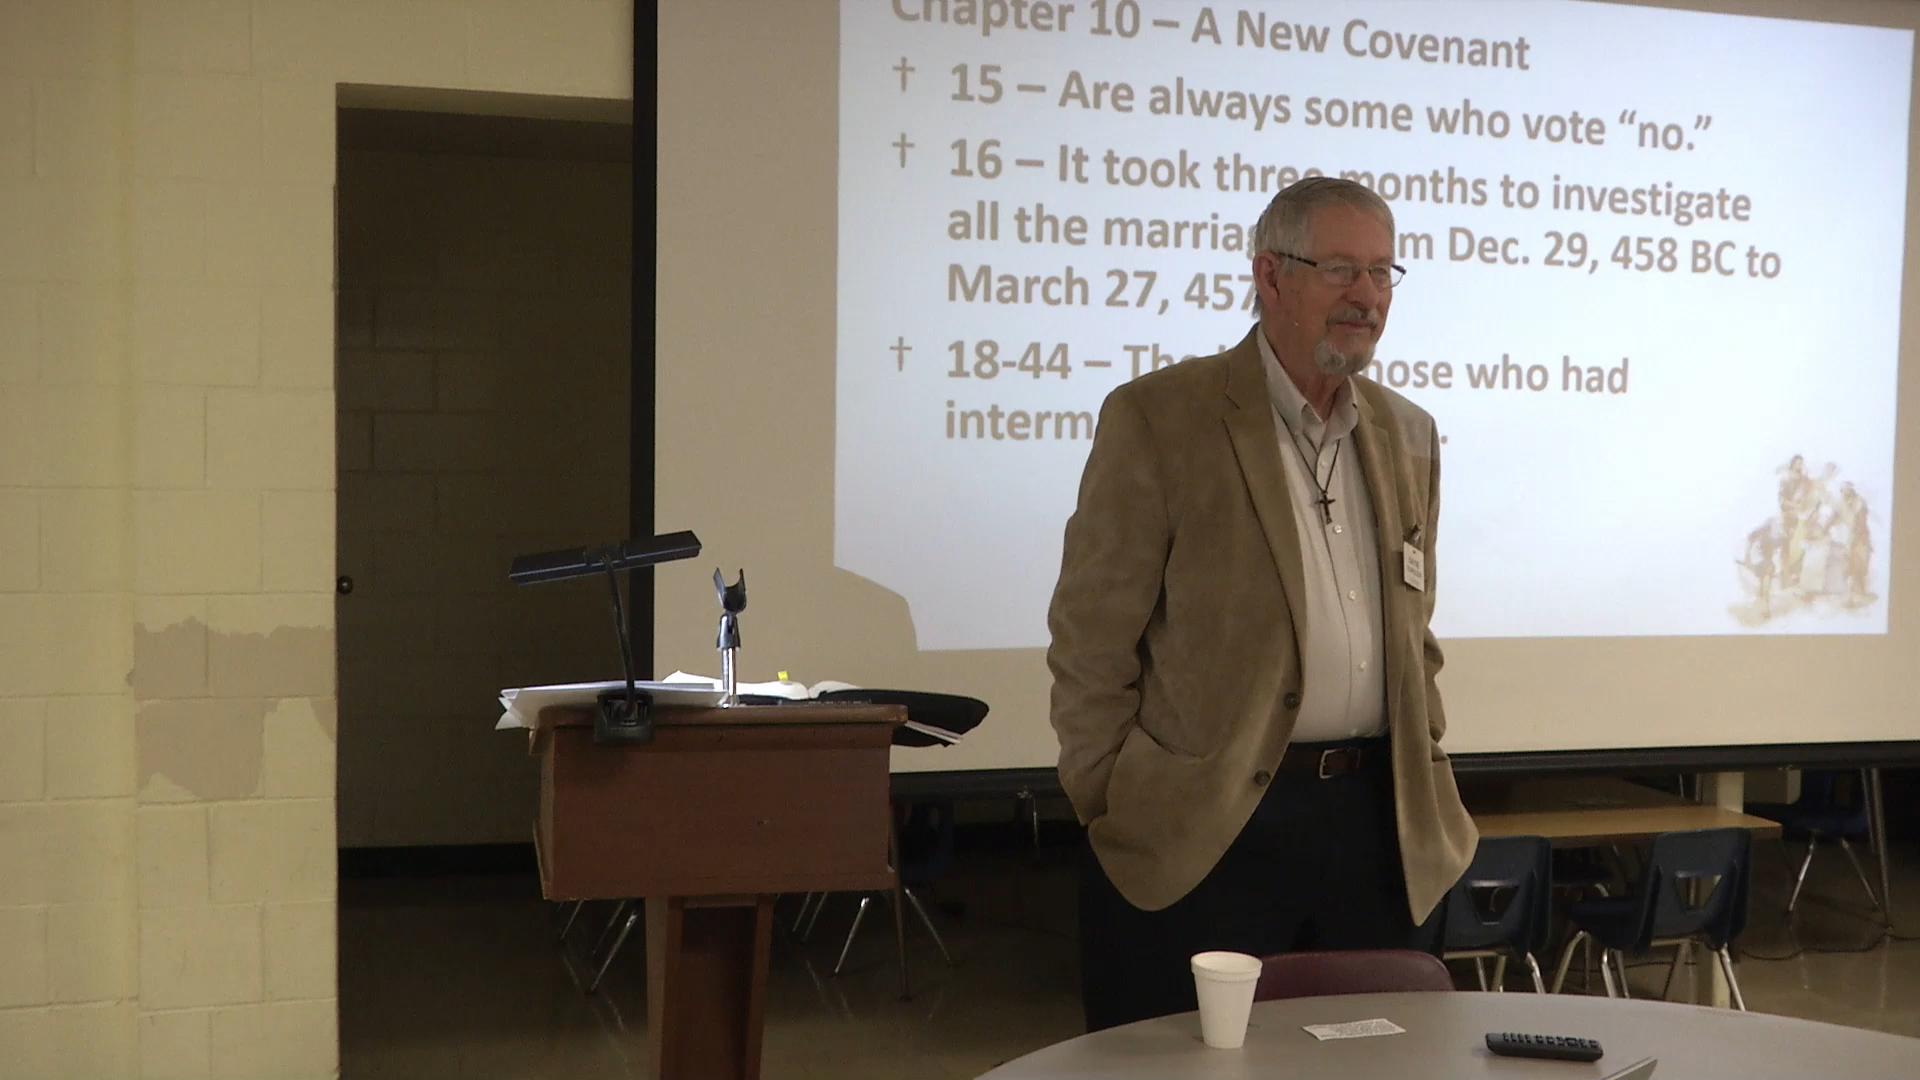 Chapter 10 – A New Covenant
† 15 – Are always some who vote “no.”
† 16 – It took three months to investigate
all the marriag m Dec. 29, 458 BC to
March 27, 457
† 18-44 – Th hose who had
interm .